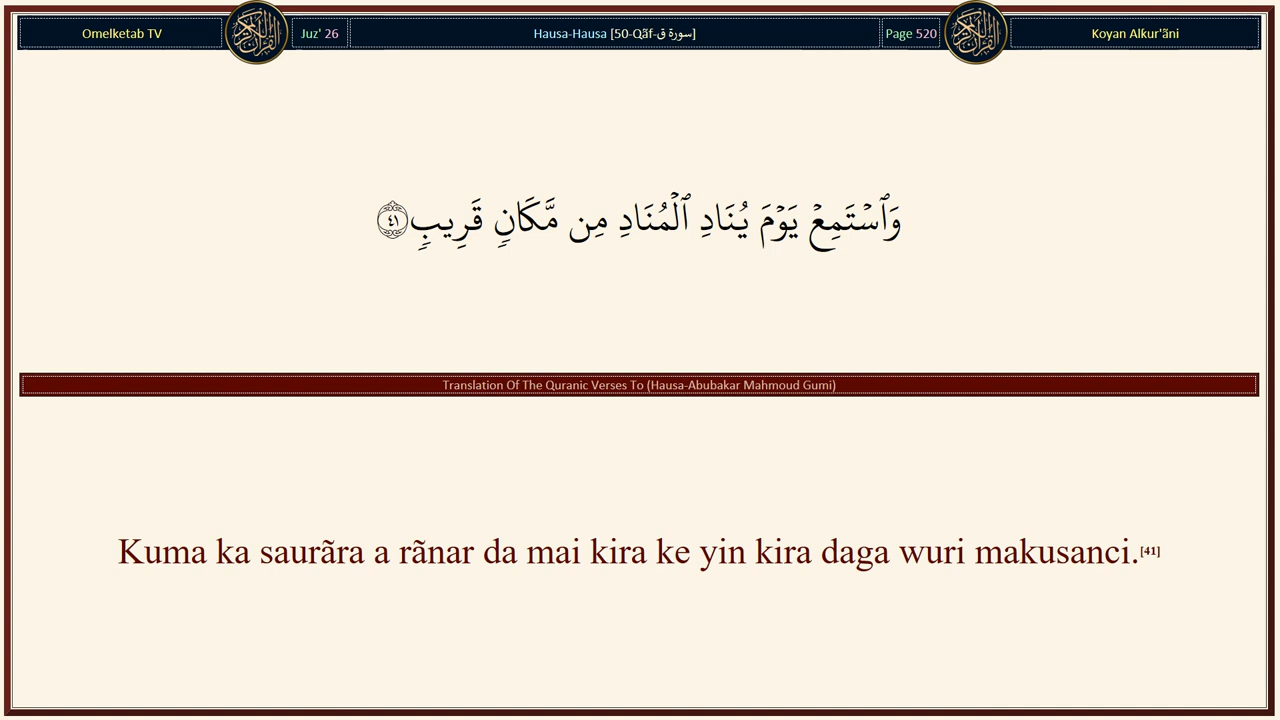 Omelketab TV
Juz' 26
Hausa-Hausa [50-Qãf-سورة ق]
Page 520
Koyan Alƙur'ãni
وَٱسۡتَمِعۡ يَوۡمَ يُنَادِ ٱلۡمُنَادِ مِن مَّكَانٖ قَرِيبٖ ٤١
Translation Of The Quranic Verses To (Hausa-Abubakar Mahmoud Gumi)
Kuma ka saurãra a rãnar da mai kira ke yin kira daga wuri makusanci.[41]